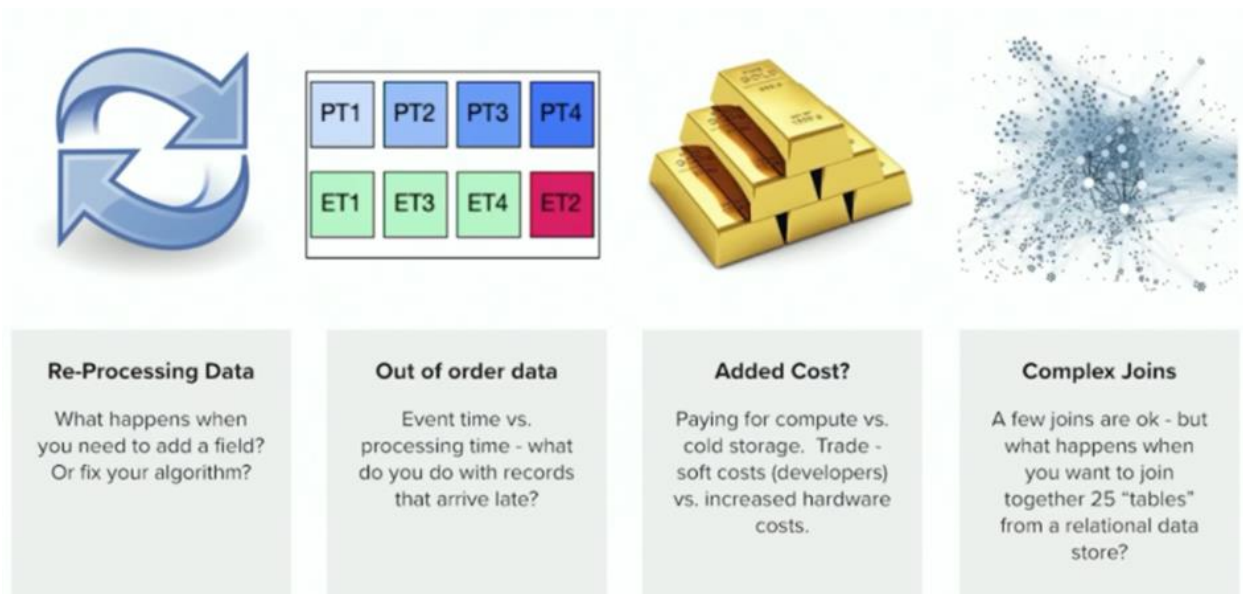 PT1 PT2 PT3 PT4
ET1 ET3 ET4 ET2
Re-Processing Data
What happens when
you need to add a field?
Or fix your algorithm?
Out of order data
Event time vs.
processing time - what
do you do with records
that arrive late?
Added Cost?
Paying for compute vs.
cold storage. Trade -
soft costs (developers)
vs. increased hardware
costs.
Complex Joins
A few joins are ok - but
what happens when
you want to join
together 25 “tables”
from a relational data
store?